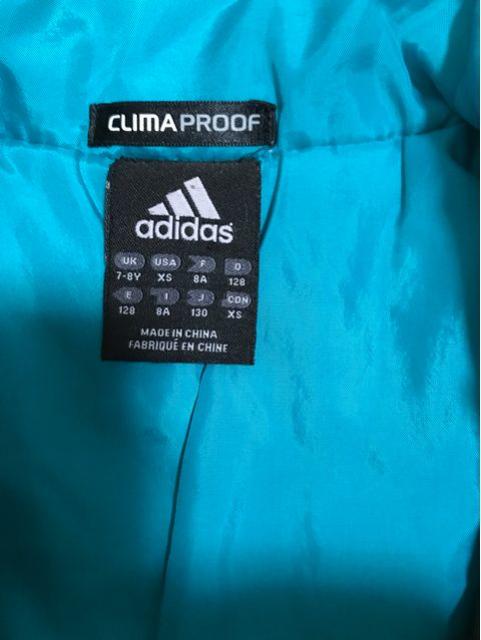 CLIMAPROOF
adidas
UK USA F D
7-8Y XS 8A 128
E I J CDN
128 8A 130 XS
MADE IN CHINA
FABRIQUÉ EN CHINE